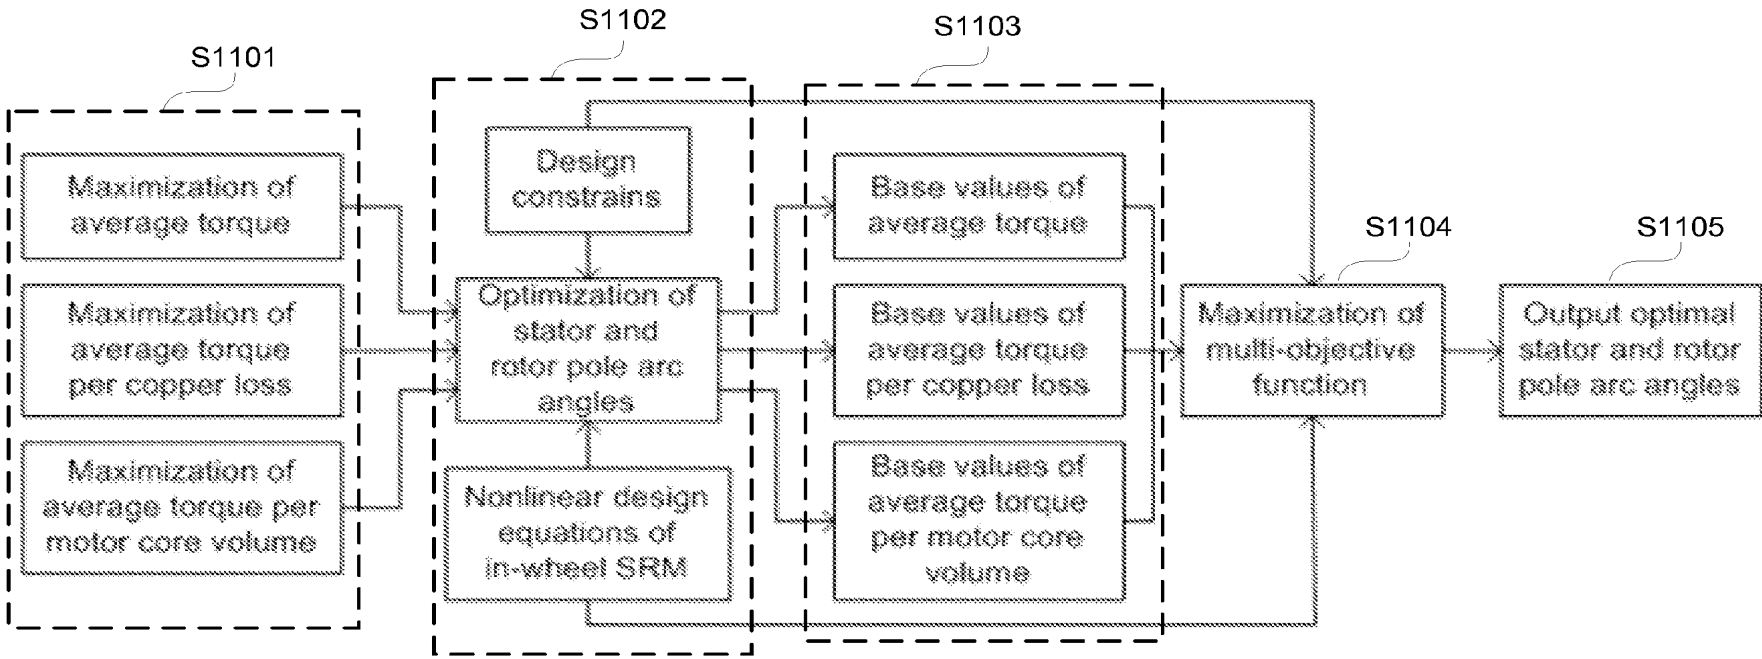 S1101
Maximization of
average torque
Maximization of
average torque
per copper loss
Maximization of
average torque per
motor core volume
S1102
Design
constrains
Optimization of
stator and
rotor pole arc
angles
Nonlinear design
equations of
in-wheel SRM
S1103
Base values of
average torque
Base values of
average torque
per copper loss
Base values of
average torque
per motor core
volume
S1104
Maximization of
multi-objective
function
S1105
Output optimal
stator and rotor
pole arc angles